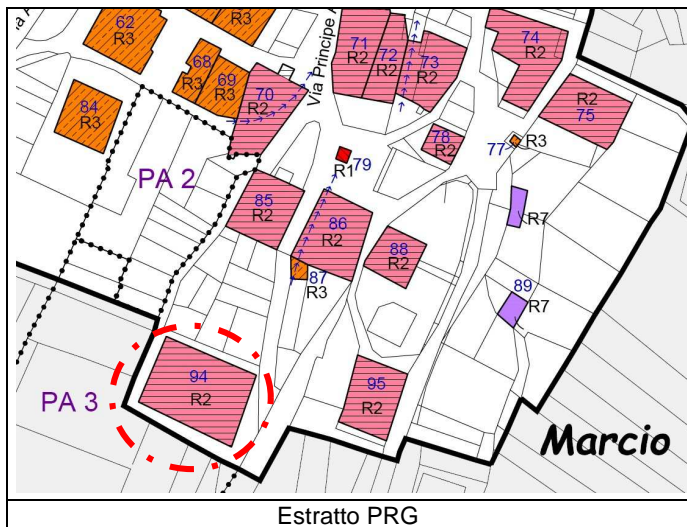 62
R3
R3
68
R3
69
R3
70
R2
84
R3
Via Principe
71
R2
72
R2
73
R2
74
R2
R2
75
78
R2
77
R3
79
R1
PA 2
85
R2
86
R2
87
R3
88
R2
R7
89
R7
94
R2
95
R2
PA 3
Marcio
Estratto PRG